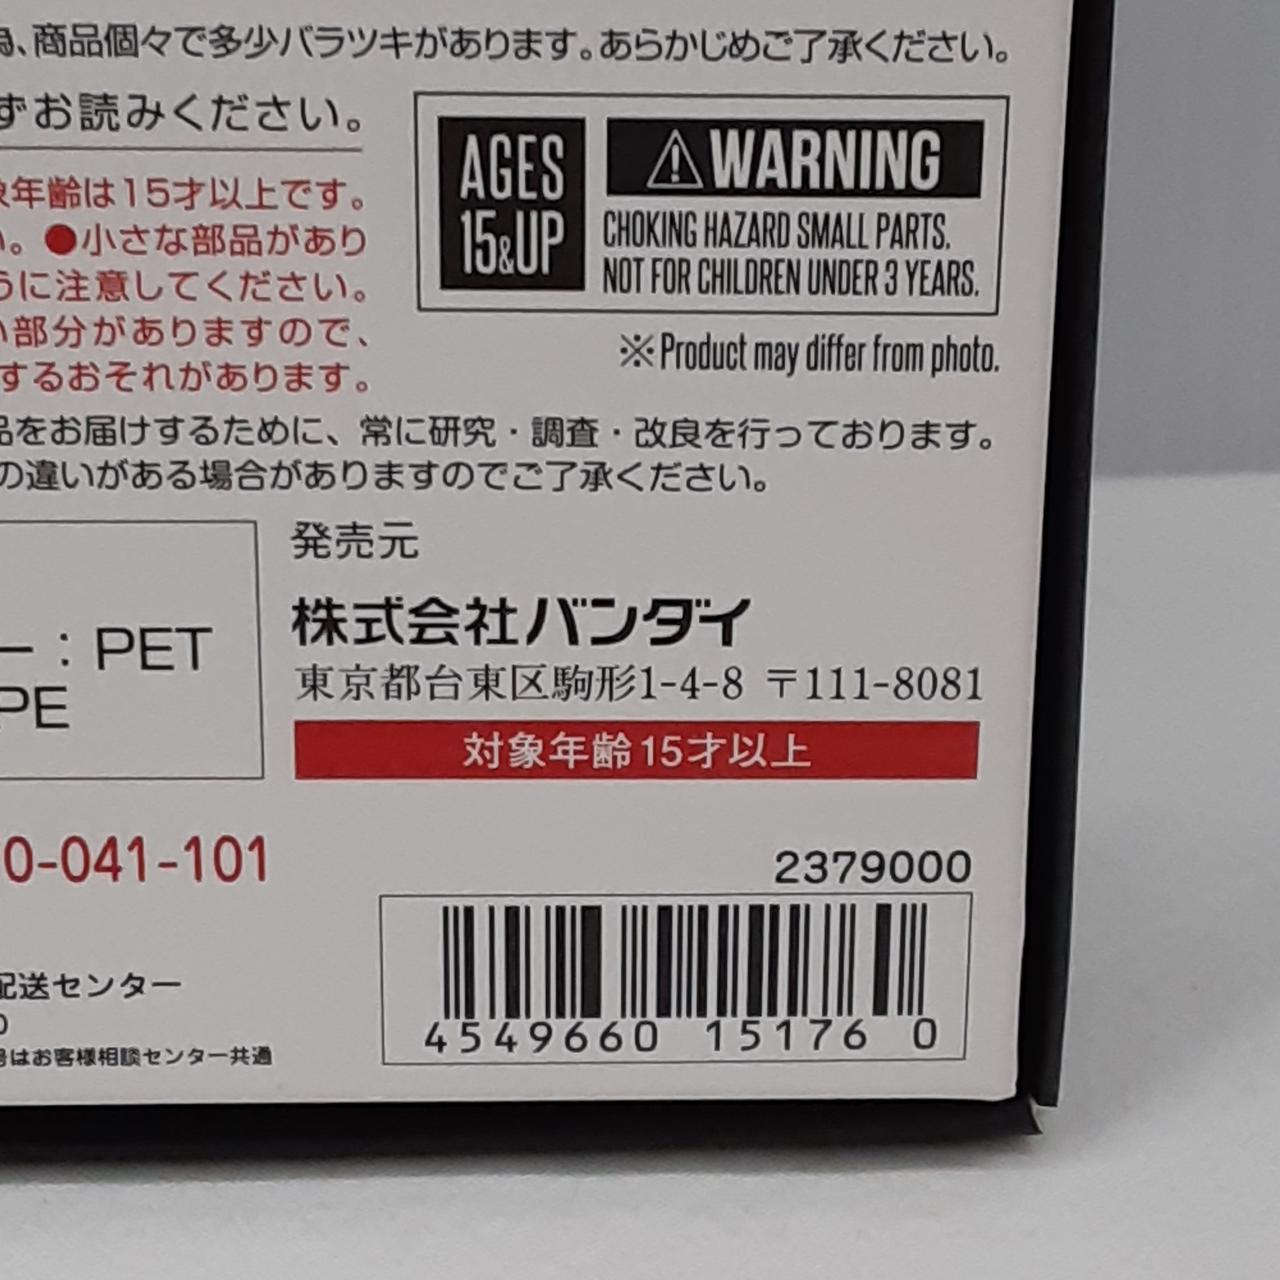 、商品個々で多少バラツキがあります。あらかじめご了承ください。
ずお読みください。
AGES
15&UP
⚠WARNING
CHOKING HAZARD SMALL PARTS.
NOT FOR CHILDREN UNDER 3 YEARS.
※Product may differ from photo.
年齢は15才以上です。
い。●小さな部品があり
うに注意してください。
い部分がありますので、
するおそれがあります。
品をお届けするために、常に研究・調査・改良を行っております。
の違いがある場合がありますのでご了承ください。
ー：PET
PE
発売元
株式会社バンダイ
東京都台東区駒形1-4-8 〒111-8081
対象年齢15才以上
0-041-101
2379000
4549660 15176 0
配送センター
0
号はお客様相談センター共通